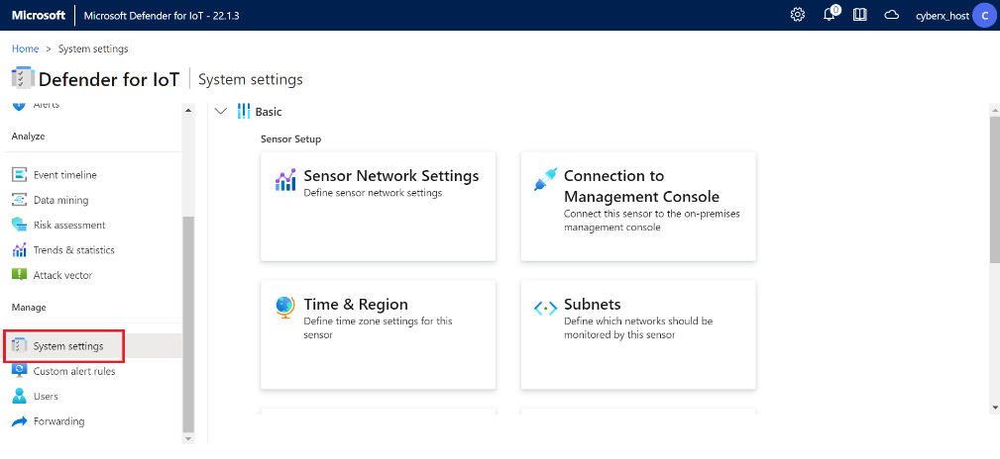 Microsoft Microsoft Defender for IoT - 22.1.3 0 cyberx_host C
Home > System settings
Defender for IoT System settings
Alerts
Analyze
Event timeline
Data mining
Risk assessment
Trends & statistics
Attack vector
Manage
System settings
Custom alert rules
Users
Forwarding
Basic
Sensor Setup
Sensor Network Settings
Define sensor network settings
Connection to
Management Console
Connect this sensor to the on-premises
management console
Time & Region
Define time zone settings for this
sensor
Subnets
Define which networks should be
monitored by this sensor